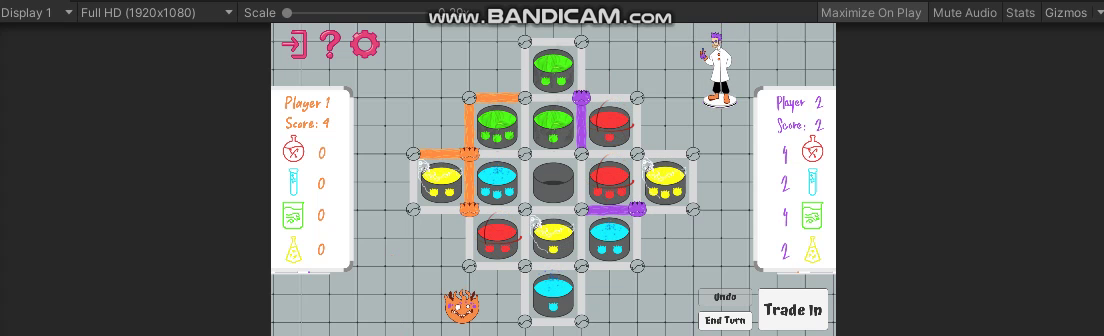 Display 1 Full HD (1920x1080) Scale Maximize On Play Mute Audio Stats Gizmos
www.BANDICAM.com
?
Player 1
Score: 4
0
0
0
0
Player 2
Score: 2
4
2
4
2
Undo
End Turn
Trade In